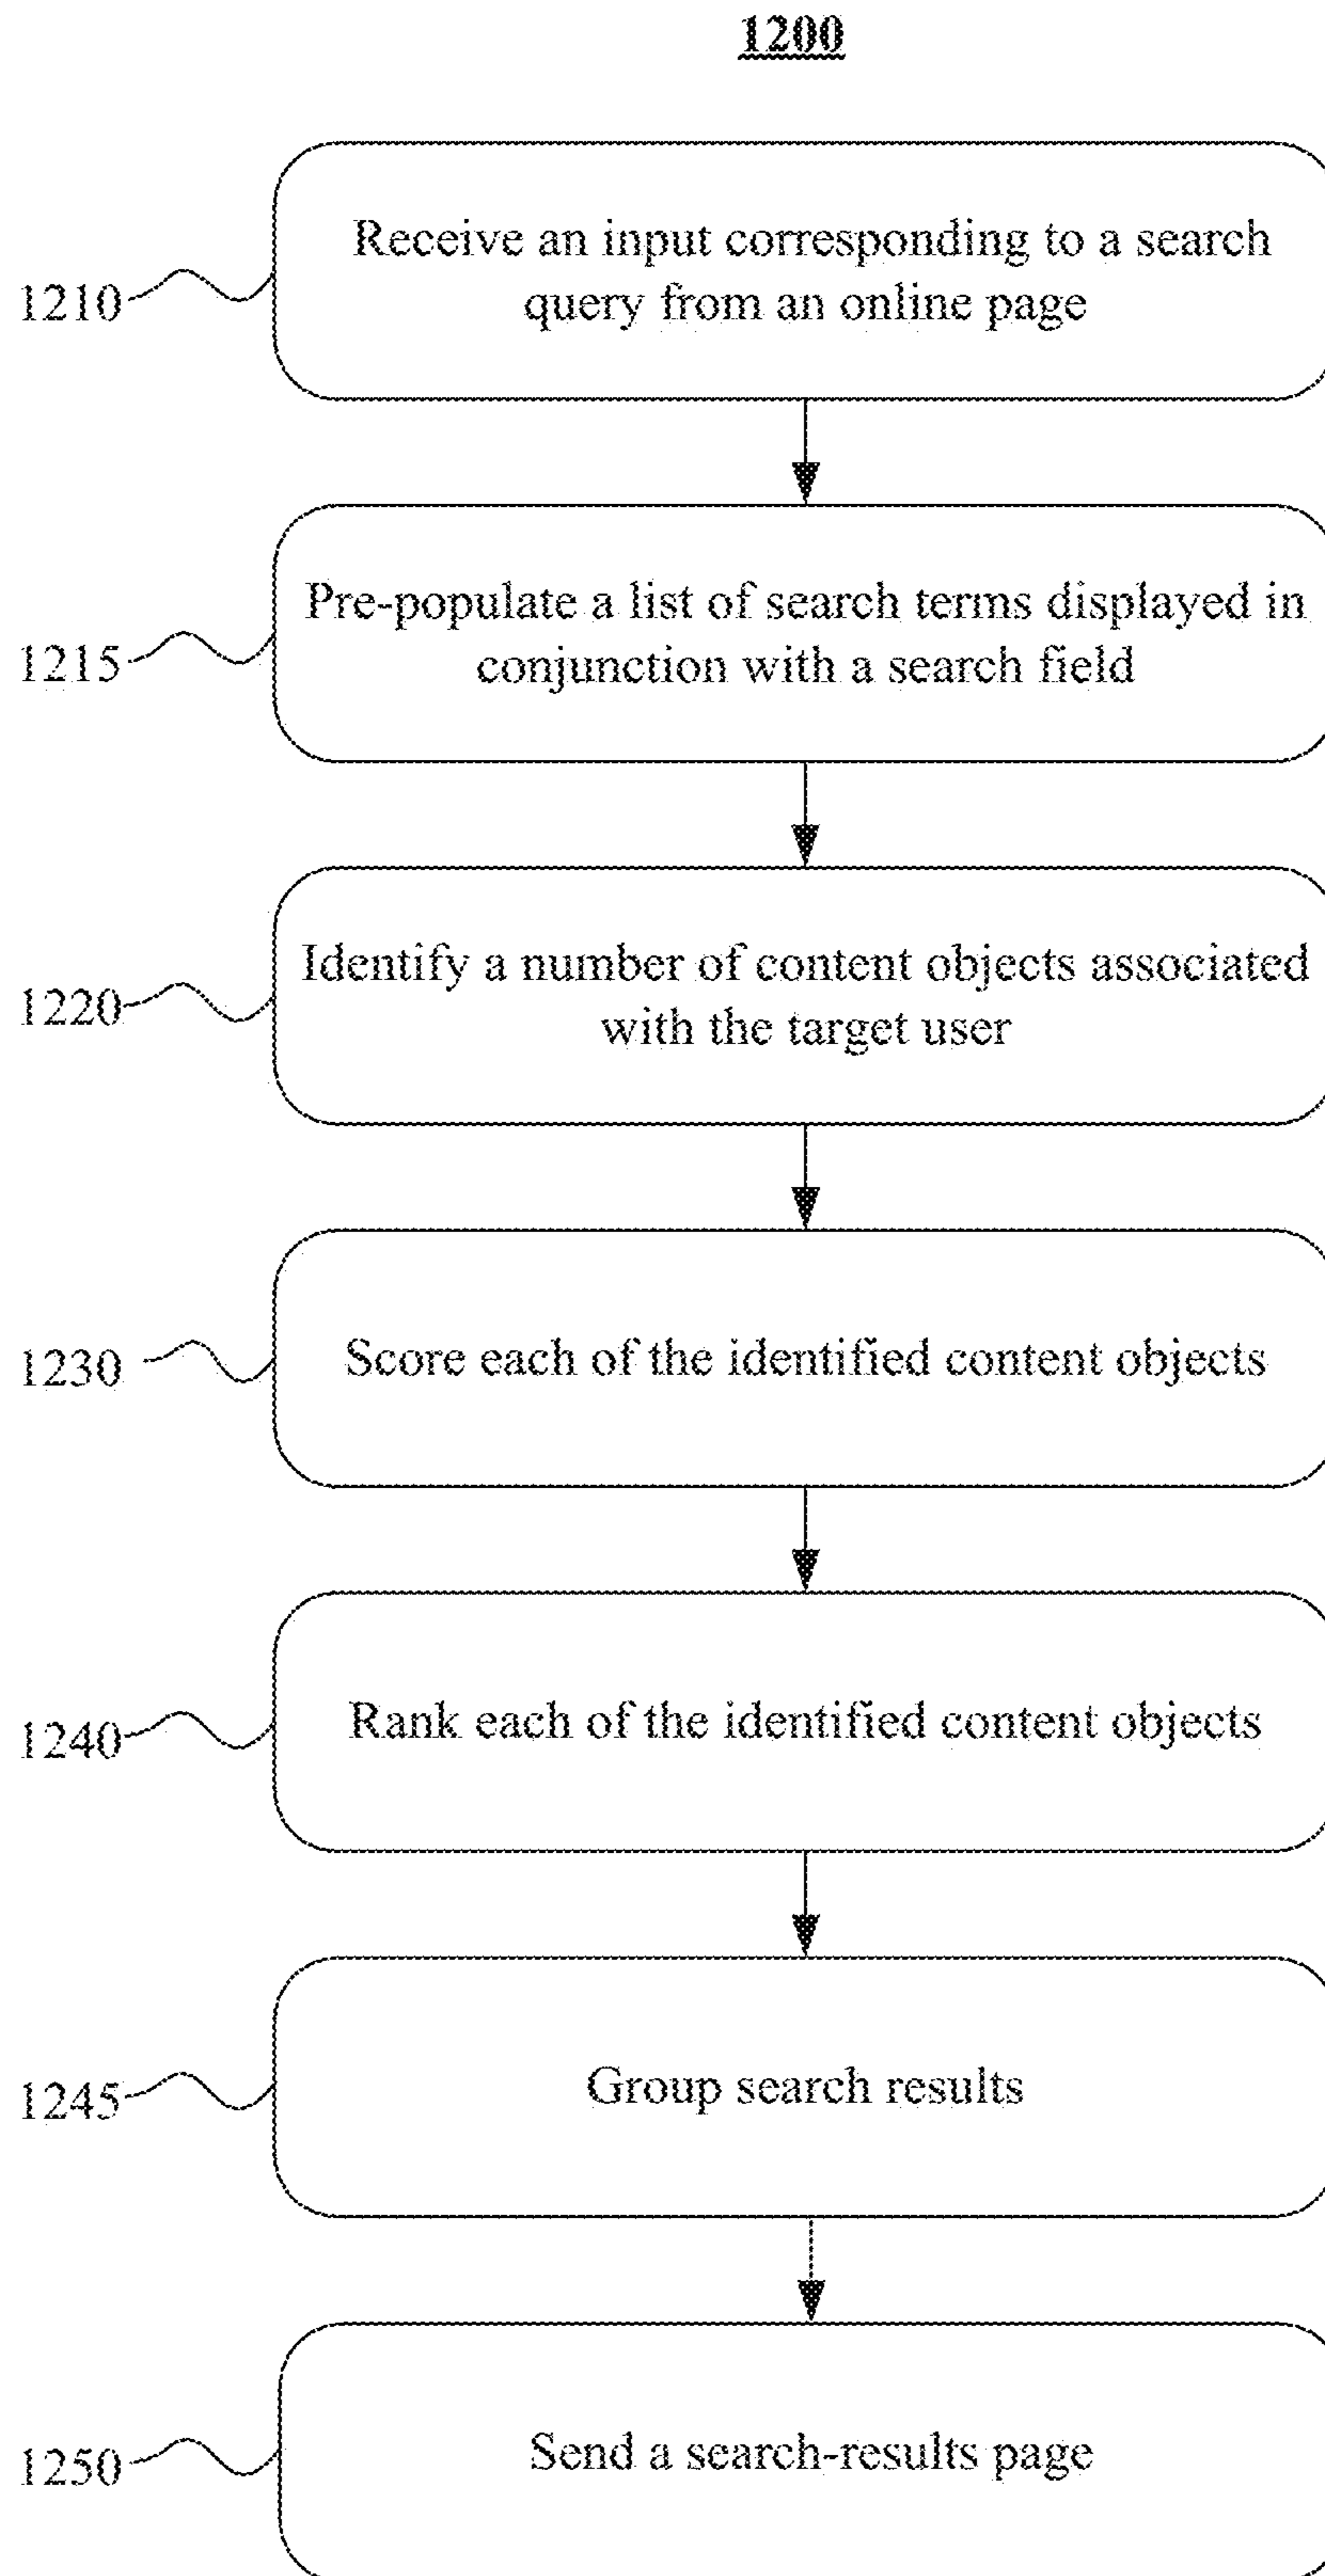 1200
1210
Receive an input corresponding to a search
query from an online page
1215
Pre-populate a list of search terms displayed in
conjunction with a search field
1220
Identify a number of content objects associated
with the target user
1230
Score each of the identified content objects
1240
Rank each of the identified content objects
1245
Group search results
1250
Send a search-results page